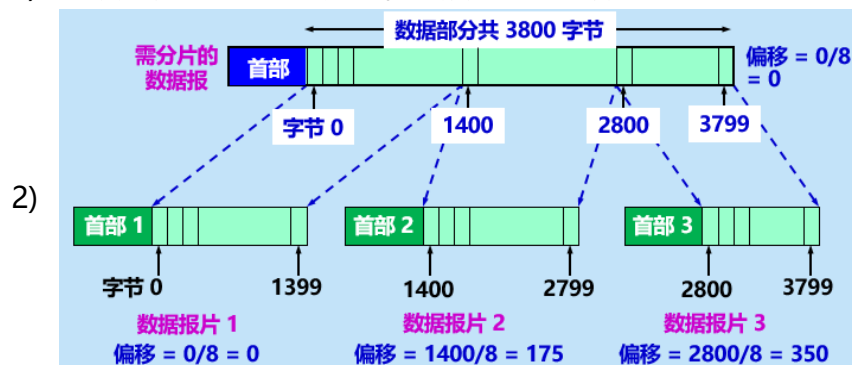 数据部分共 3800 字节
需分片的
数据报
首部
偏移 = 0/8
= 0
字节 0
1400
2800
3799
2)
首部 1
首部 2
首部 3
字节 0
1399
1400
2799
2800
3799
数据报片 1
数据报片 2
数据报片 3
偏移 = 0/8 = 0
偏移 = 1400/8 = 175
偏移 = 2800/8 = 350